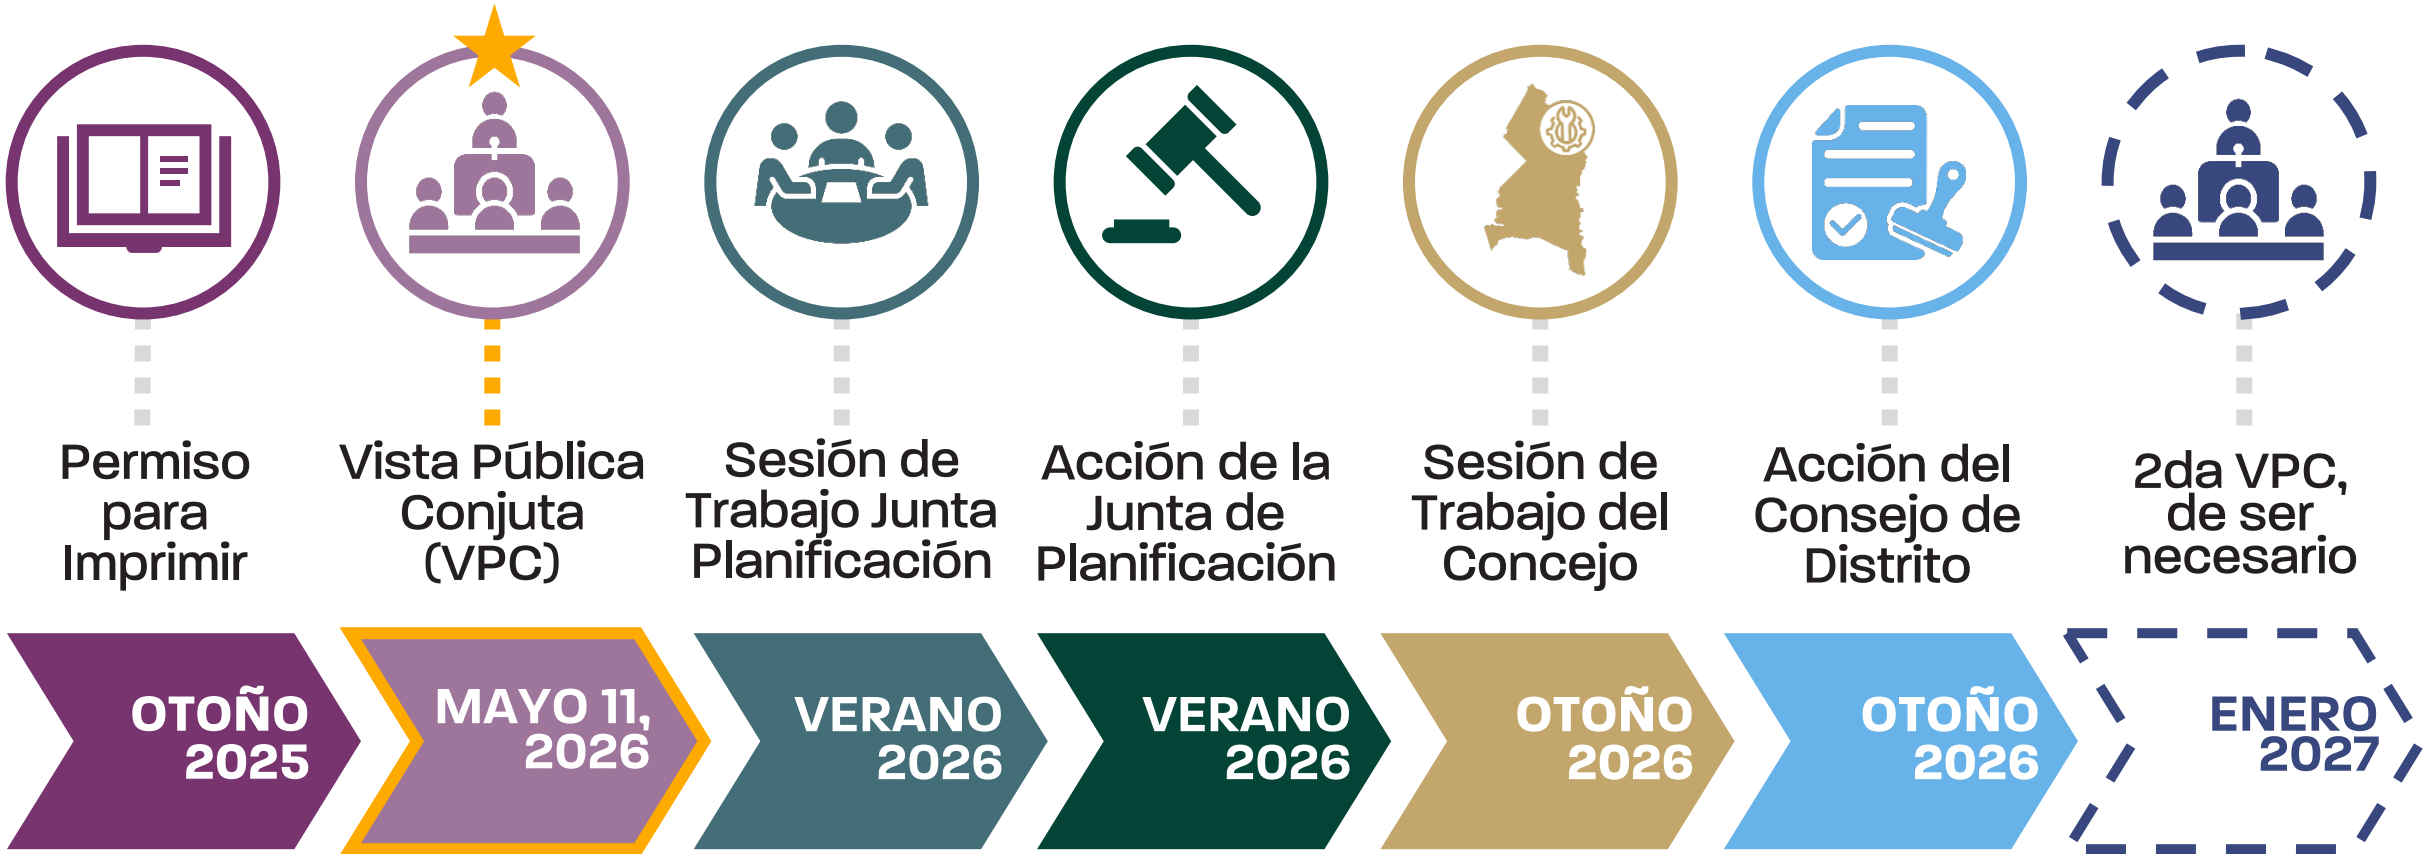 Permiso
para
Imprimir
Vista Pública
Conjuta
(VPC)
Sesión de
Trabajo Junta
Planificación
Acción de la
Junta de
Planificación
Sesión de
Trabajo del
Concejo
Acción del
Consejo de
Distrito
2da VPC,
de ser
necesario
OTOÑO
2025
MAYO 11,
2026
VERANO
2026
VERANO
2026
OTOÑO
2026
OTOÑO
2026
ENERO
2027